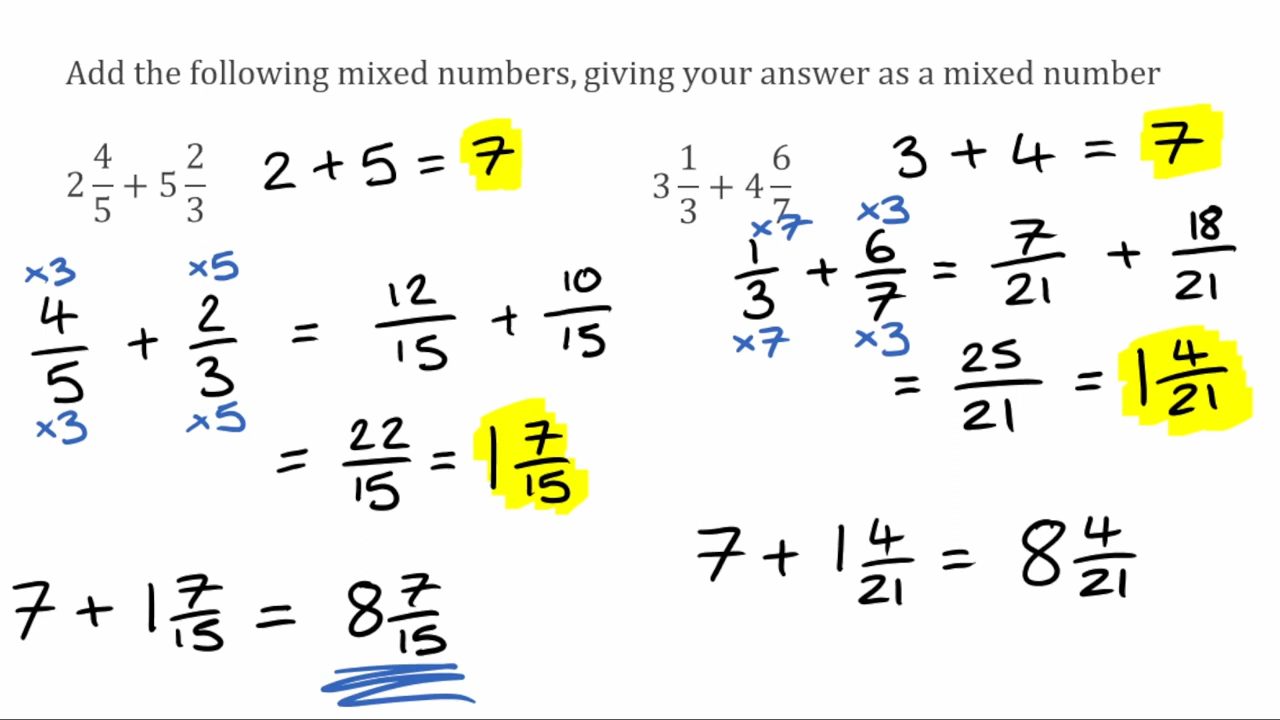 Add the following mixed numbers, giving your answer as a mixed number
2 4/5 + 5 2/3
2 + 5 = 7
×3 ×5
4/5 + 2/3 = 12/15 + 10/15
×3 ×5
= 22/15 = 1 7/15
7 + 1 7/15 = 8 7/15
3 1/3 + 4 6/7
3 + 4 = 7
×7 ×3
1/3 + 6/7 = 7/21 + 18/21
×7 ×3
= 25/21 = 1 4/21
7 + 1 4/21 = 8 4/21